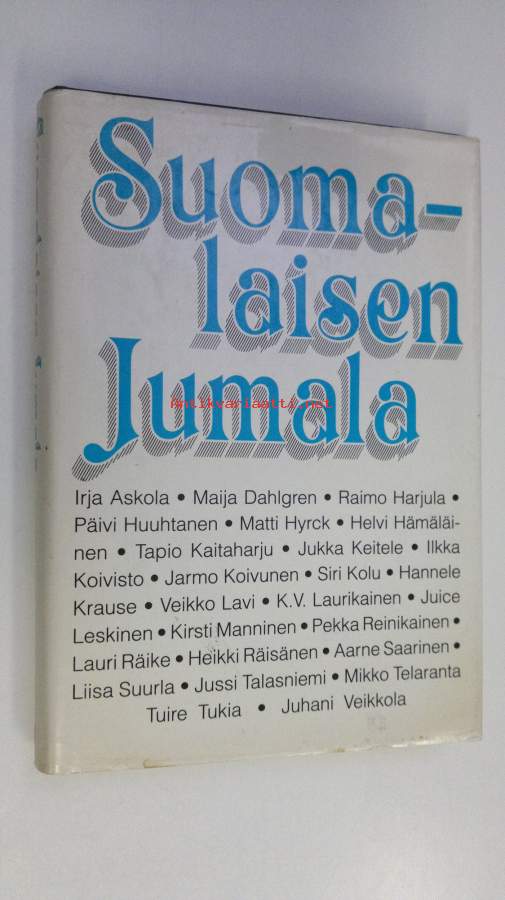 Suoma-
laisen
Jumala
Antikvariaatti.net
Irja Askola • Maija Dahlgren • Raimo Harjula •
Päivi Huuhtanen • Matti Hyrck • Helvi Hämäläi-
nen • Tapio Kaitaharju • Jukka Keitele • Ilkka
Koivisto • Jarmo Koivunen • Siri Kolu • Hannele
Krause • Veikko Lavi • K.V. Laurikainen • Juice
Leskinen • Kirsti Manninen • Pekka Reinikainen •
Lauri Räike • Heikki Räisänen • Aarne Saarinen •
Liisa Suurla • Jussi Talasniemi • Mikko Telaranta
Tuire Tukia • Juhani Veikkola